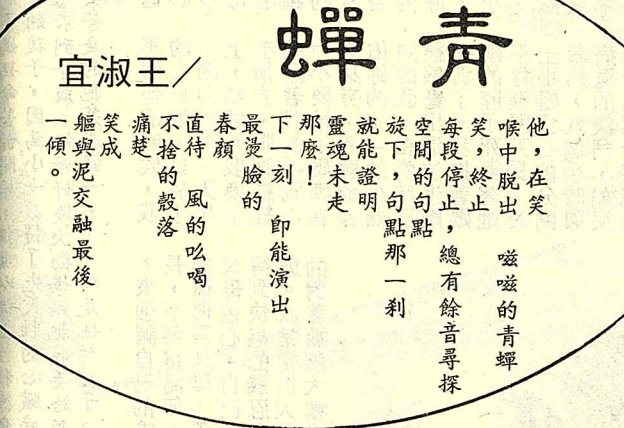 青蟬
／王淑宜
他，在笑
喉中脫出　嗞嗞的青蟬
笑，終止
每段停止，總有餘音尋探
空間的句點
旋下，句點那一刹
就能證明
靈魂未走
那麼！
下一刻　即能演出
最燙臉的
春顏
直待　風的吆喝
不捨的殼落
痛楚
笑成
軀與泥交融最後
一傾。